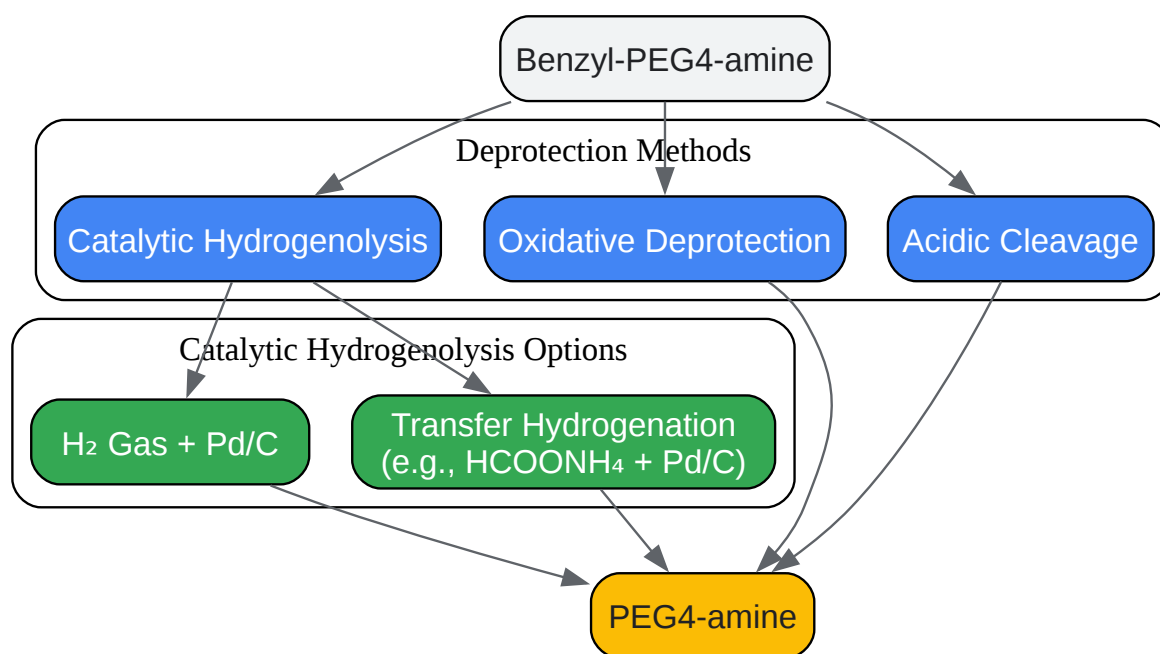 Benzyl-PEG4-amine
Deprotection Methods
Catalytic Hydrogenolysis
Oxidative Deprotection
Acidic Cleavage
Catalytic Hydrogenolysis Options
H₂ Gas + Pd/C
Transfer Hydrogenation
(e.g., HCOONH₄ + Pd/C)
PEG4-amine